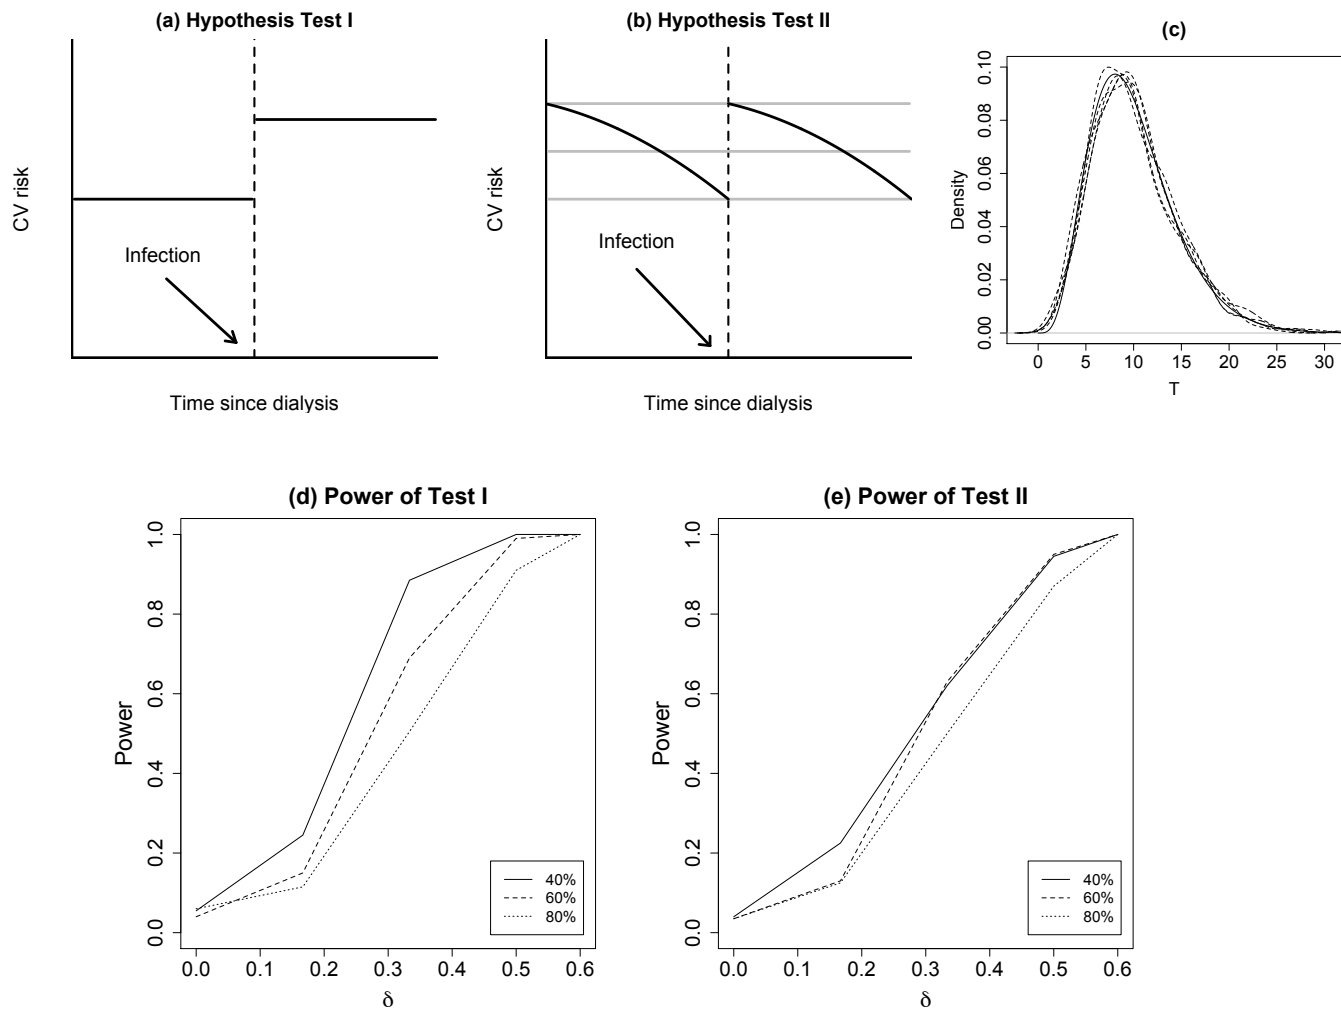 (a) Hypothesis Test I
CV risk
Infection
Time since dialysis
(b) Hypothesis Test II
CV risk
Infection
Time since dialysis
(c)
Density
0.00 0.02 0.04 0.06 0.08 0.10
0 5 10 15 20 25 30
T
(d) Power of Test I
Power
0.0 0.2 0.4 0.6 0.8 1.0
40%
60%
80%
0.0 0.1 0.2 0.3 0.4 0.5 0.6
δ
(e) Power of Test II
Power
0.0 0.2 0.4 0.6 0.8 1.0
40%
60%
80%
0.0 0.1 0.2 0.3 0.4 0.5 0.6
δ